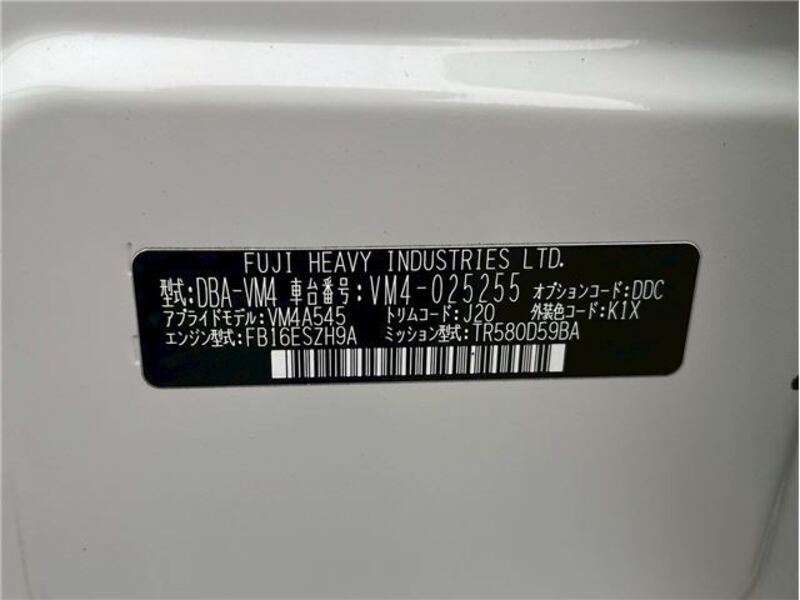 FUJI HEAVY INDUSTRIES LTD.
型式:DBA-VM4 車台番号:VM4-025255 オプションコード:DDC
アプライドモデル:VM4A545 トリムコード:J20 外装色コード:K1X
エンジン型式:FB16ESZH9A ミッション型式:TR580D59BA